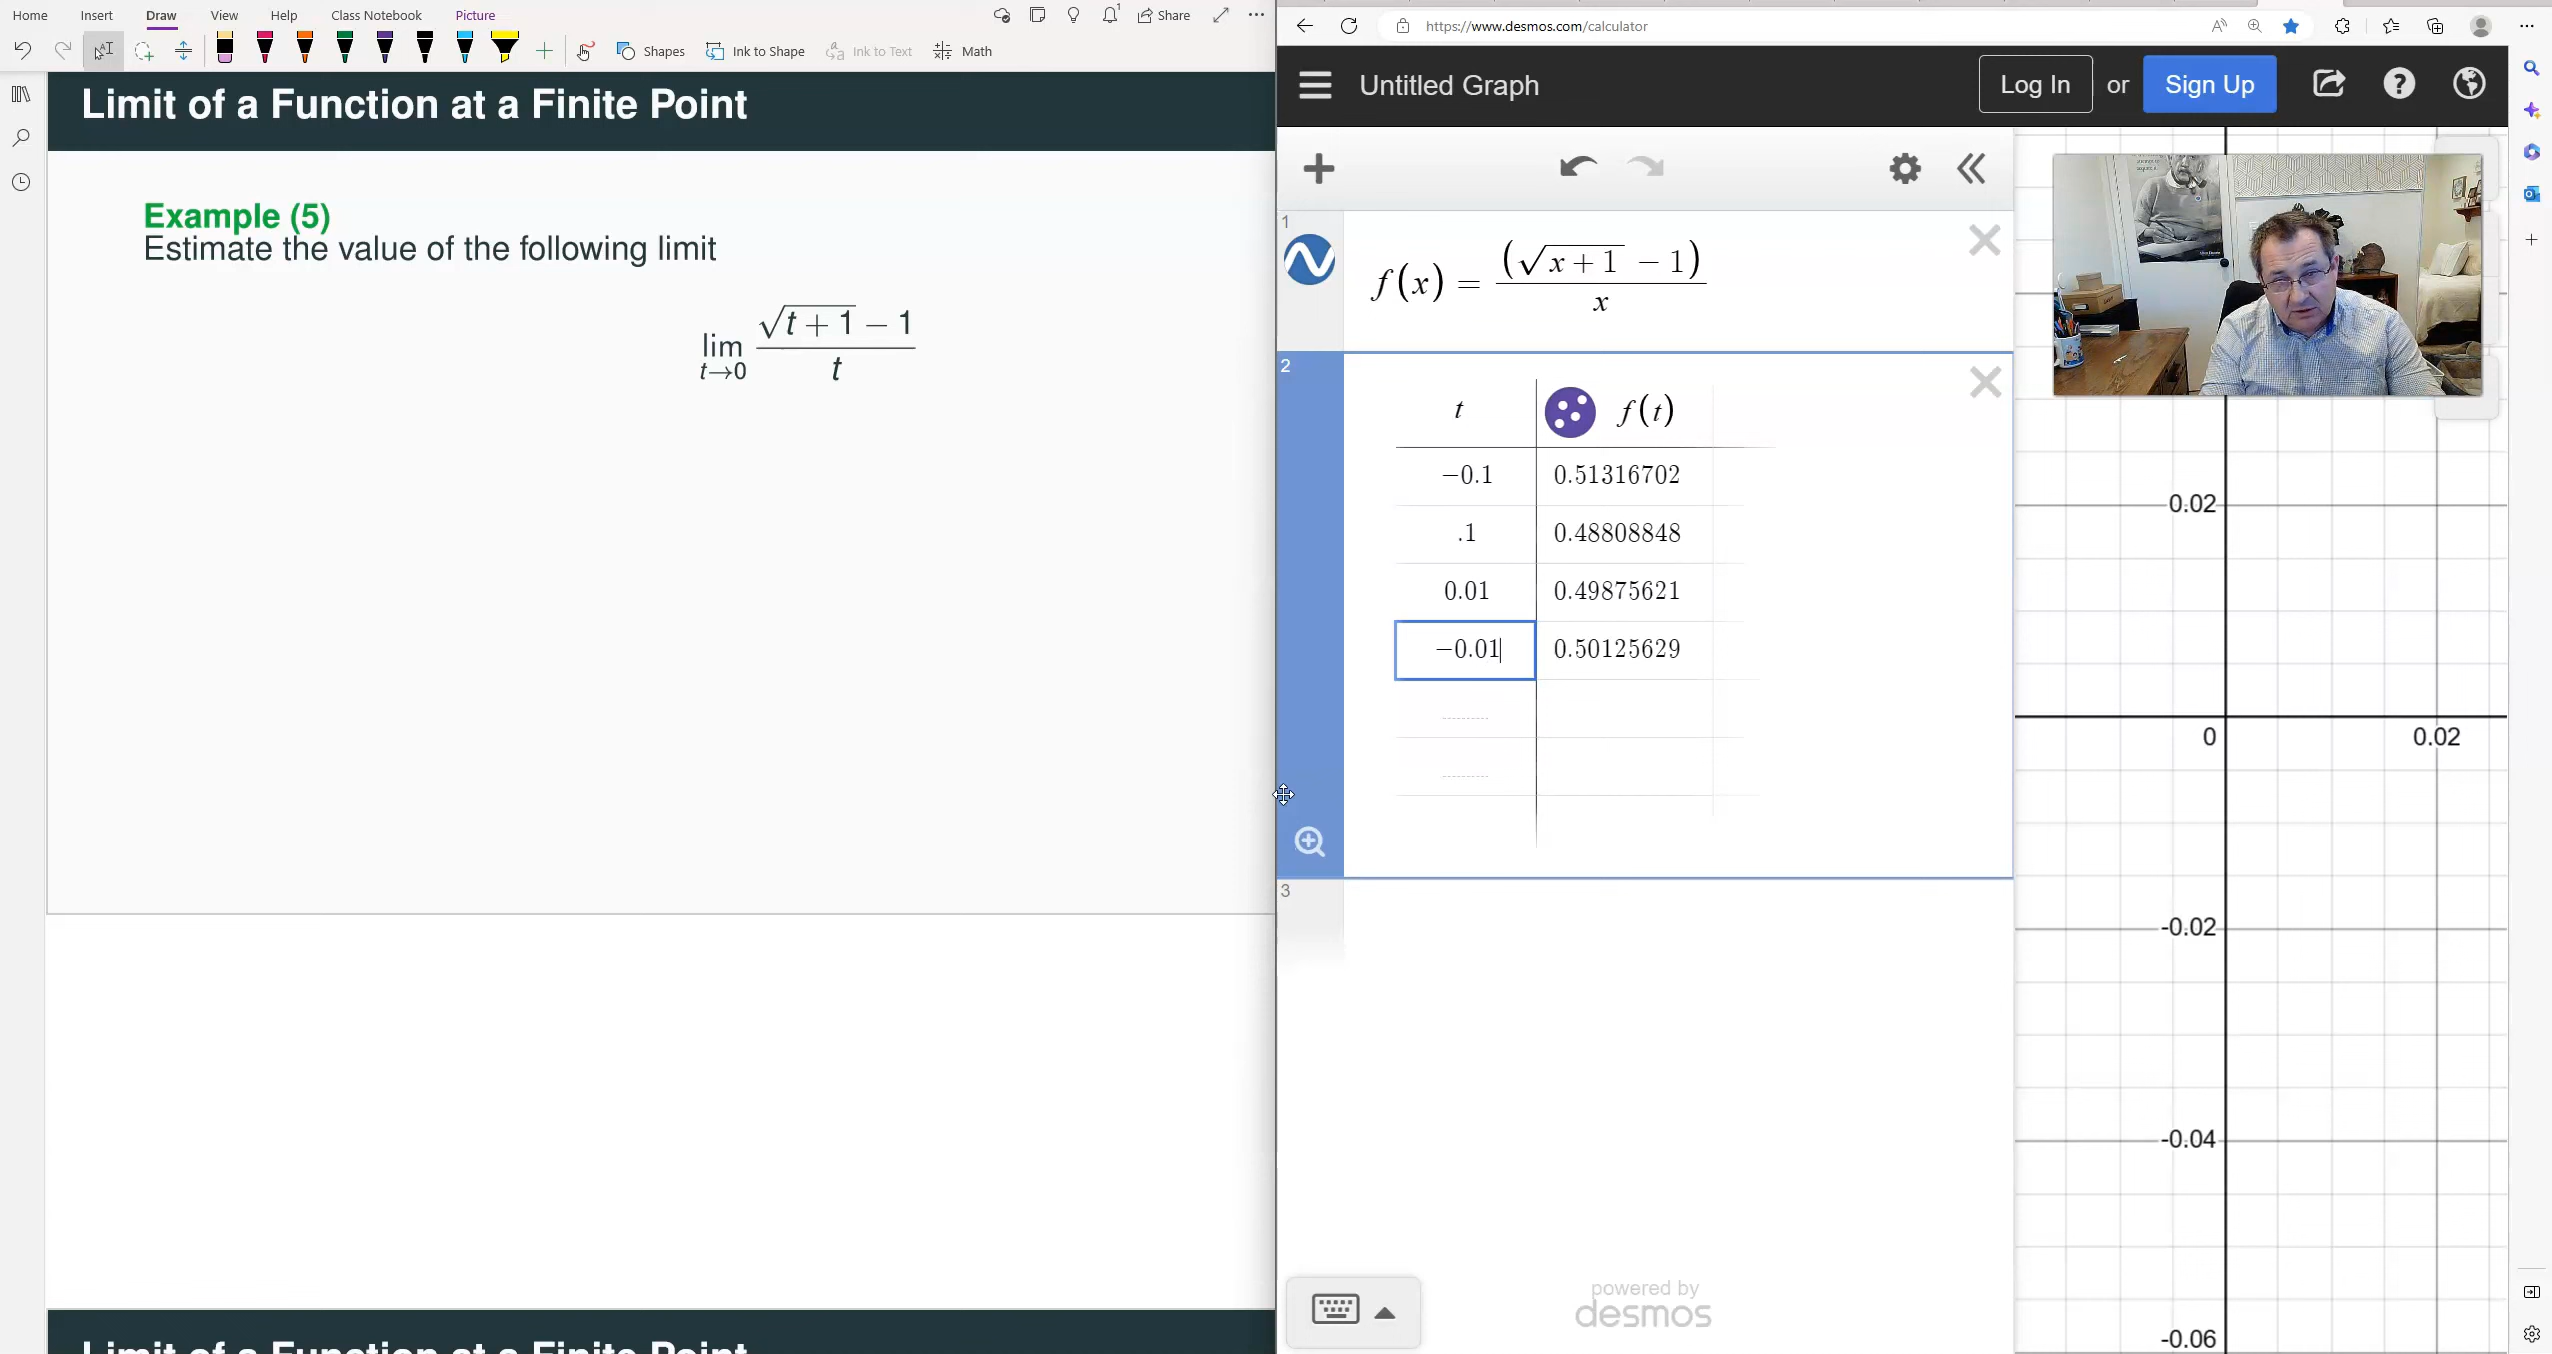 Home Insert Draw View Help Class Notebook Picture Share
Shapes Ink to Shape Ink to Text Math
Limit of a Function at a Finite Point
Example (5)
Estimate the value of the following limit
lim t→0 (√(t + 1) − 1)/t
https://www.desmos.com/calculator
Untitled Graph Log In or Sign Up
1
f(x) = (√(x+1) − 1)/x
2
t f(t)
−0.1 0.51316702
.1 0.48808848
0.01 0.49875621
−0.01 0.50125629
3
powered by
desmos
0.02
0 0.02
-0.02
-0.04
-0.06
Limit of a Function at a Finite Point